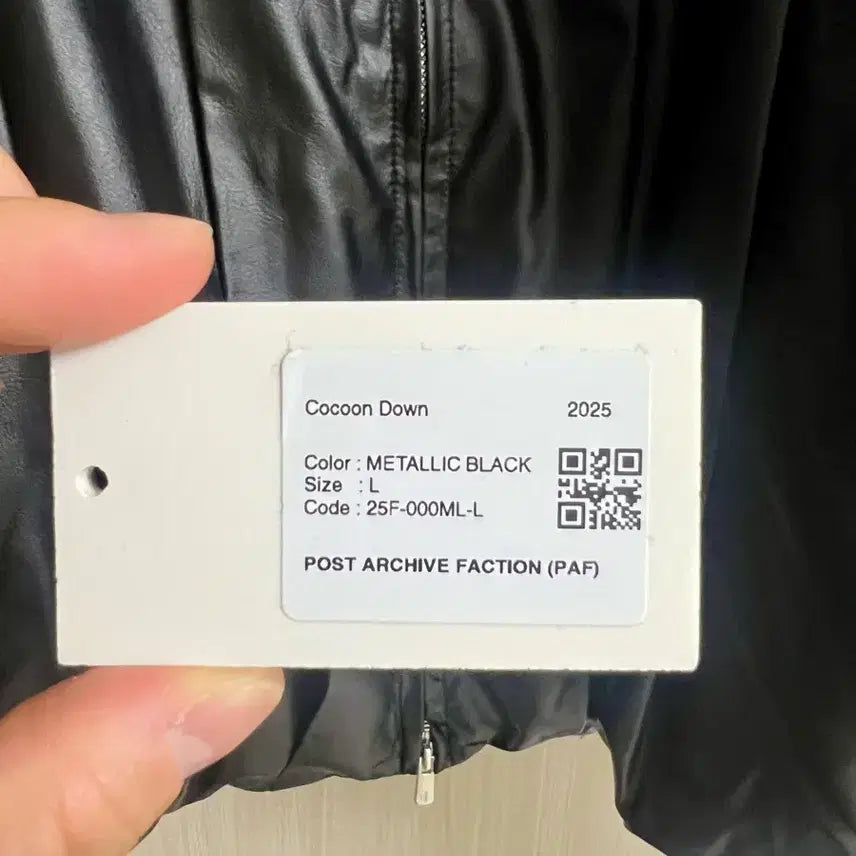 Cocoon Down 2025
Color : METALLIC BLACK
Size : L
Code : 25F-000ML-L
POST ARCHIVE FACTION (PAF)